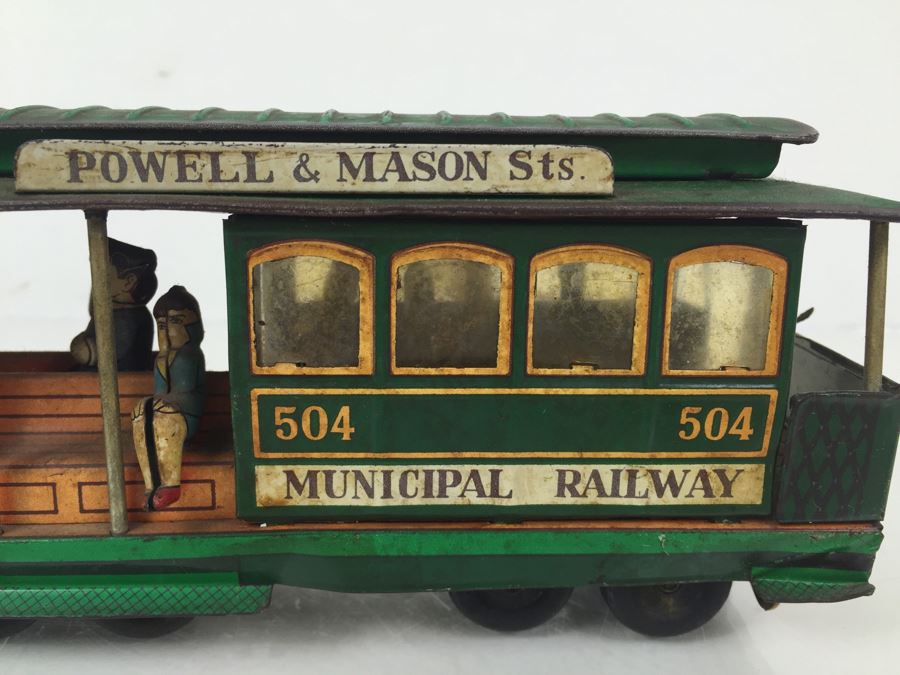 POWELL & MASON Sts.
504 504
MUNICIPAL RAILWAY